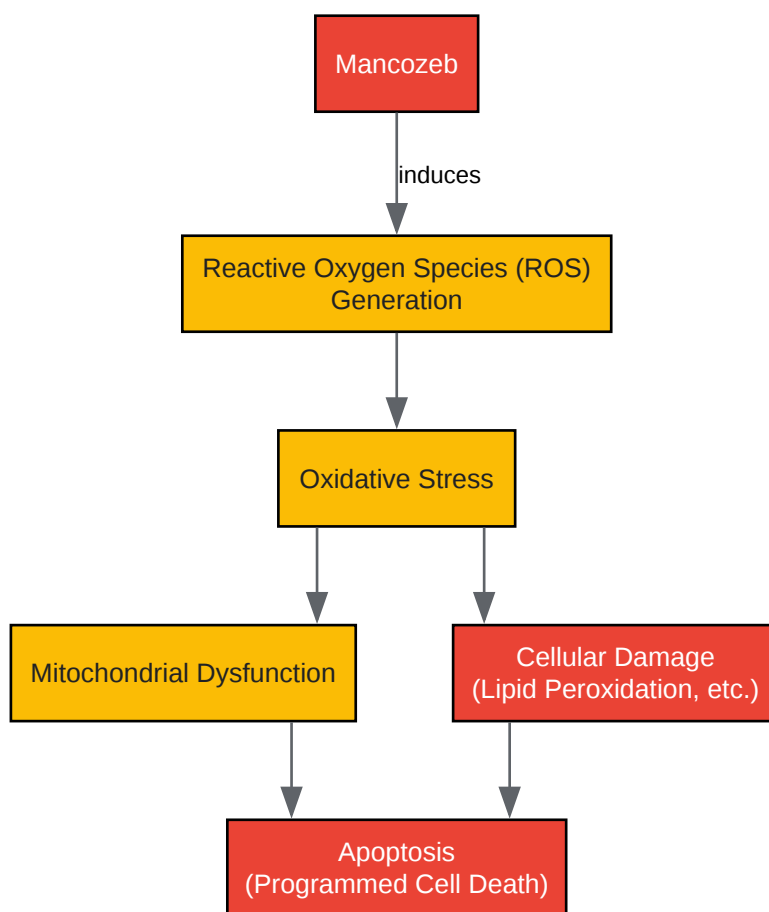 Mancozeb
induces
Reactive Oxygen Species (ROS)
Generation
Oxidative Stress
Mitochondrial Dysfunction
Cellular Damage
(Lipid Peroxidation, etc.)
Apoptosis
(Programmed Cell Death)